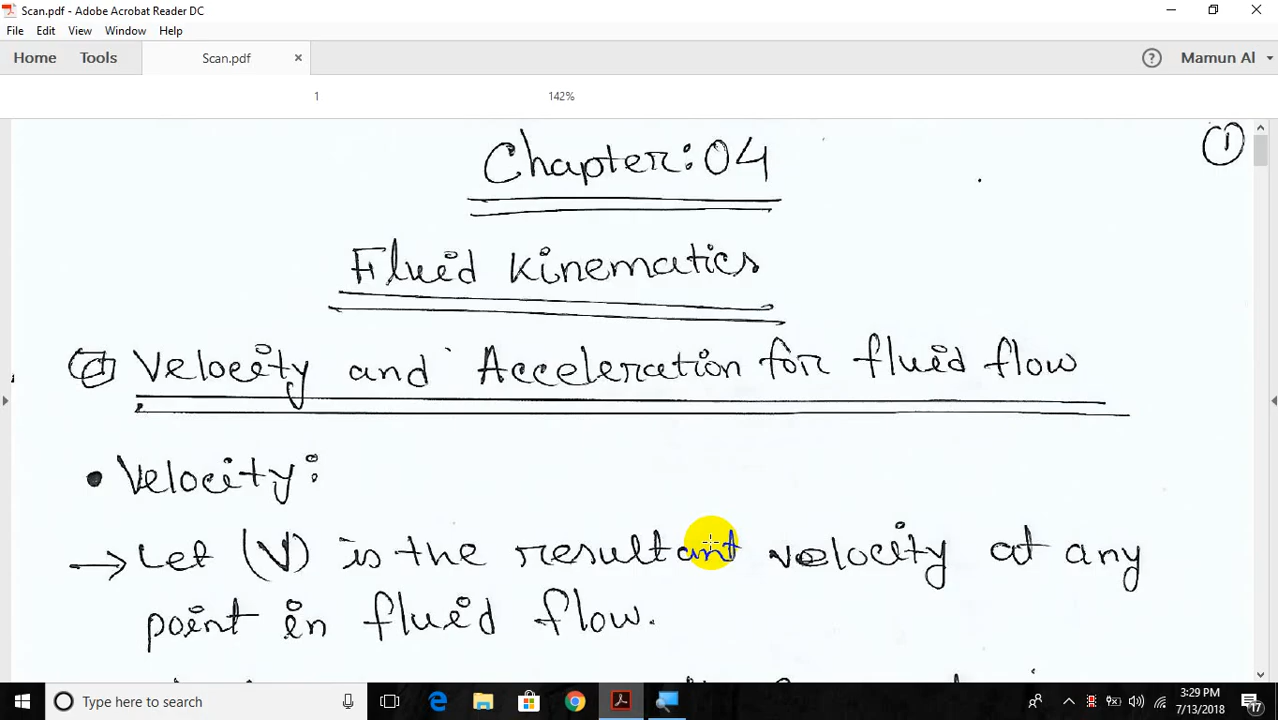 Scan.pdf - Adobe Acrobat Reader DC
File Edit View Window Help
Home Tools Scan.pdf × ? Mamun Al
1 142%
Chapter:04
1
Fluid Kinematics
Velocity and Acceleration for fluid flow
• Velocity:
→ Let (V) is the resultant velocity at any
point in fluid flow.
Type here to search
3:29 PM
7/13/2018
17